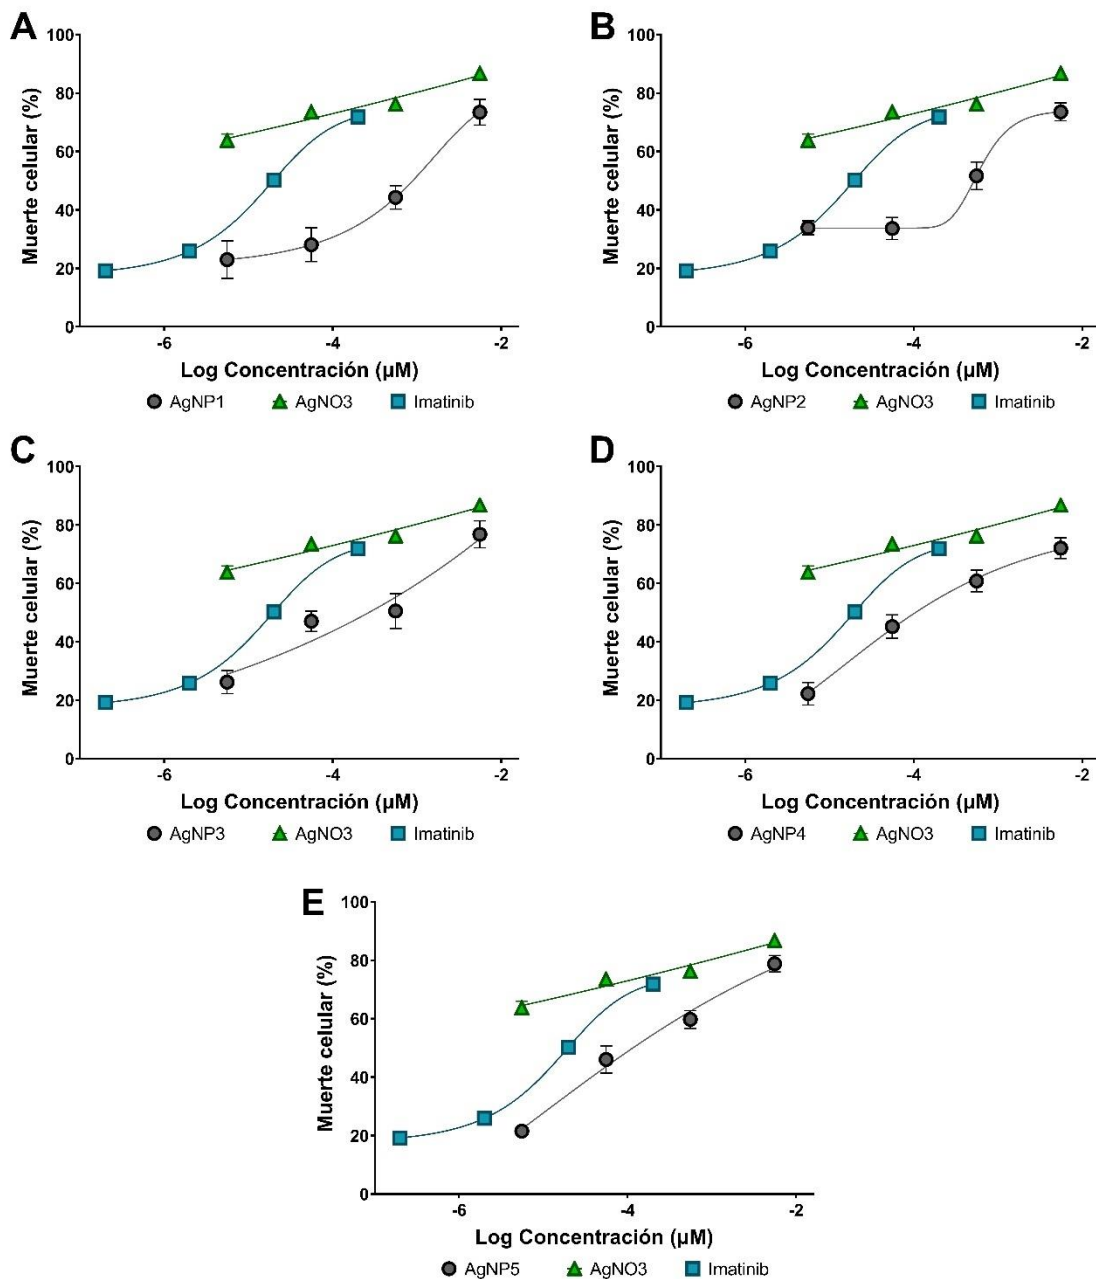 A
Muerte celular (%)
100
80
60
40
20
0
-6
-4
-2
Log Concentración (µM)
AgNP1 AgNO3 Imatinib
B
Muerte celular (%)
100
80
60
40
20
0
-6
-4
-2
Log Concentración (µM)
AgNP2 AgNO3 Imatinib
C
Muerte celular (%)
100
80
60
40
20
0
-6
-4
-2
Log Concentración (µM)
AgNP3 AgNO3 Imatinib
D
Muerte celular (%)
100
80
60
40
20
0
-6
-4
-2
Log Concentración (µM)
AgNP4 AgNO3 Imatinib
E
Muerte celular (%)
100
80
60
40
20
0
-6
-4
-2
Log Concentración (µM)
AgNP5 AgNO3 Imatinib